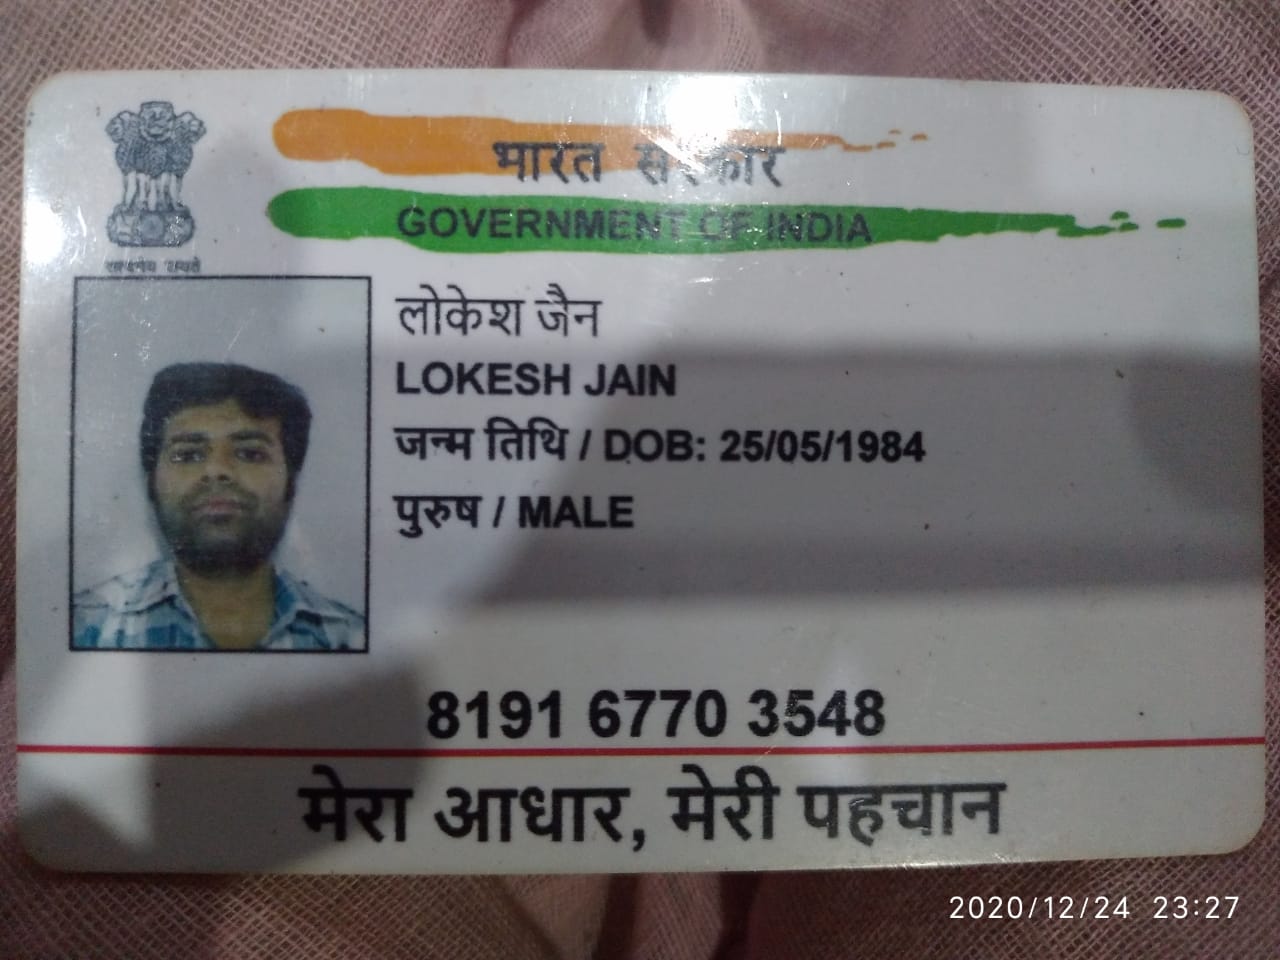 भारत सरकार
GOVERNMENT OF INDIA
लोकेश जैन
LOKESH JAIN
जन्म तिथि / DOB: 25/05/1984
पुरुष / MALE
8191 6770 3548
मेरा आधार, मेरी पहचान
2020/12/24 23:27